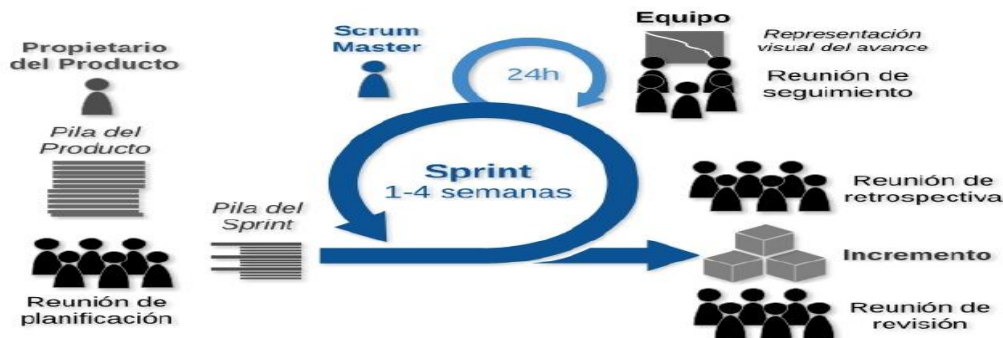 Propietario
del Producto
Pila del
Producto
Reunión de
planificación
Pila del
Sprint
Scrum
Master
24h
Sprint
1-4 semanas
Equipo
Representación
visual del avance
Reunión de
seguimiento
Reunión de
retrospectiva
Incremento
Reunión de
revisión